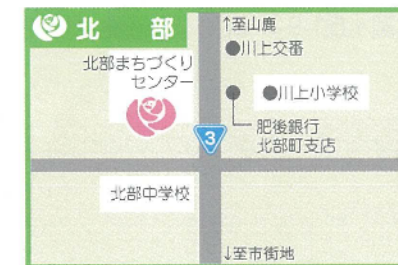 北 部
↑至山鹿
●川上交番
北部まちづくり
センター
●川上小学校
肥後銀行
北部町支店
3
北部中学校
↓至市街地